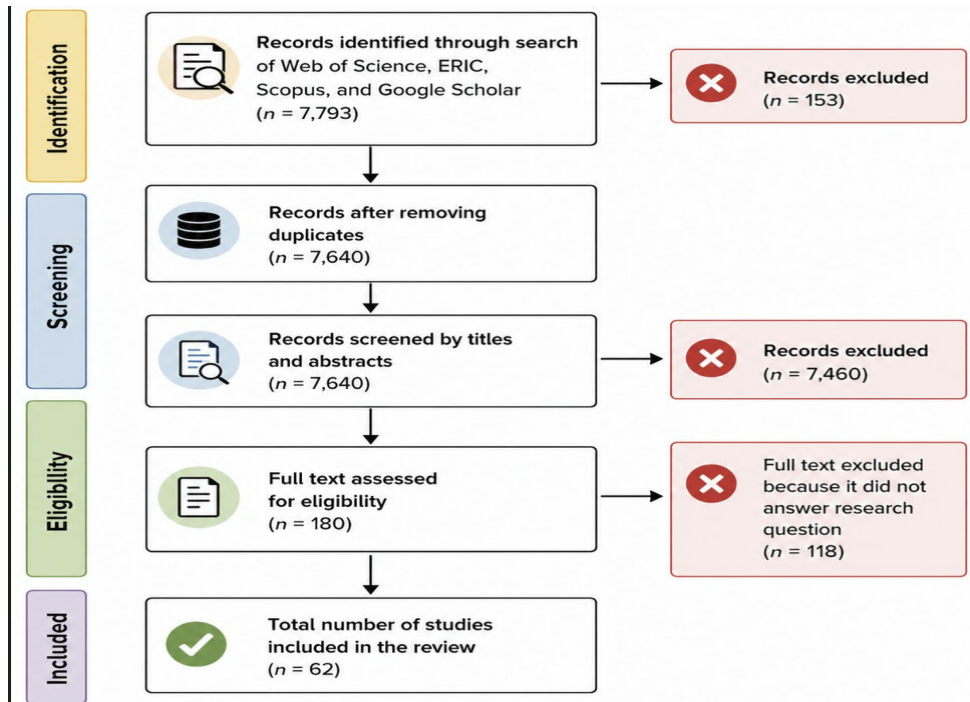 Identification
Records identified through search
of Web of Science, ERIC,
Scopus, and Google Scholar
(n = 7,793)
Records excluded
(n = 153)
Screening
Records after removing
duplicates
(n = 7,640)
Records screened by titles
and abstracts
(n = 7,640)
Records excluded
(n = 7,460)
Eligibility
Full text assessed
for eligibility
(n = 180)
Full text excluded
because it did not
answer research
question
(n = 118)
Included
Total number of studies
included in the review
(n = 62)